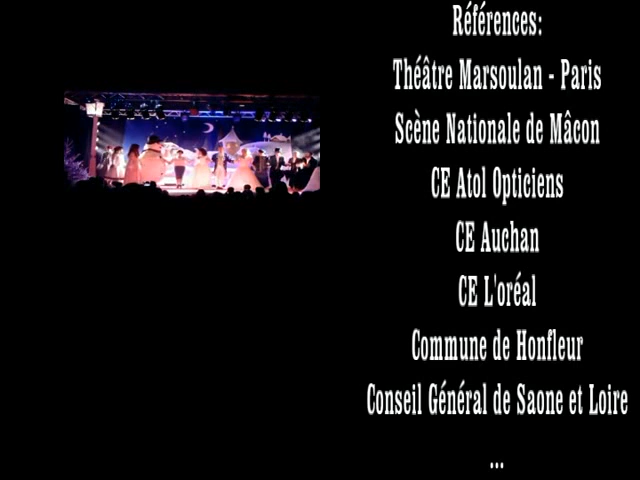 Références:
Théâtre Marsoulan - Paris
Scène Nationale de Mâcon
CE Atol Opticiens
CE Auchan
CE L'oréal
Commune de Honfleur
Conseil Général de Saone et Loire
...